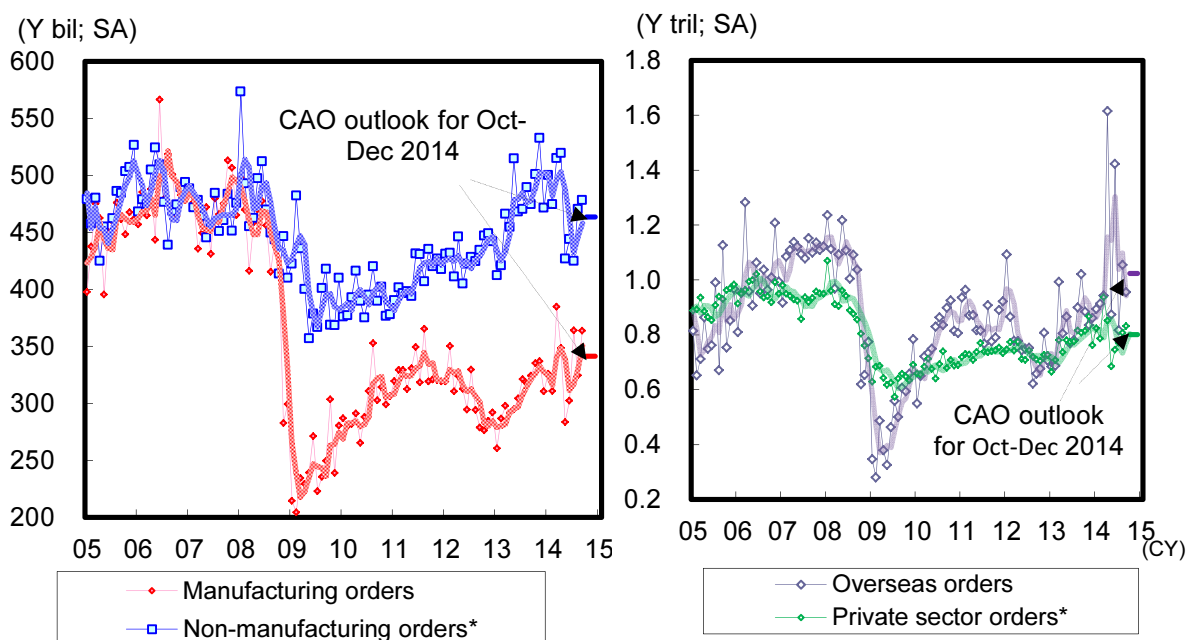 (Y bil; SA)
600
550
500
450
400
350
300
250
200
05 06 07 08 09 10 11 12 13 14 15
CAO outlook for Oct-
Dec 2014
Manufacturing orders
Non-manufacturing orders*
(Y tril; SA)
1.8
1.6
1.4
1.2
1.0
0.8
0.6
0.4
0.2
05 06 07 08 09 10 11 12 13 14 15
(CY)
CAO outlook
for Oct-Dec 2014
Overseas orders
Private sector orders*